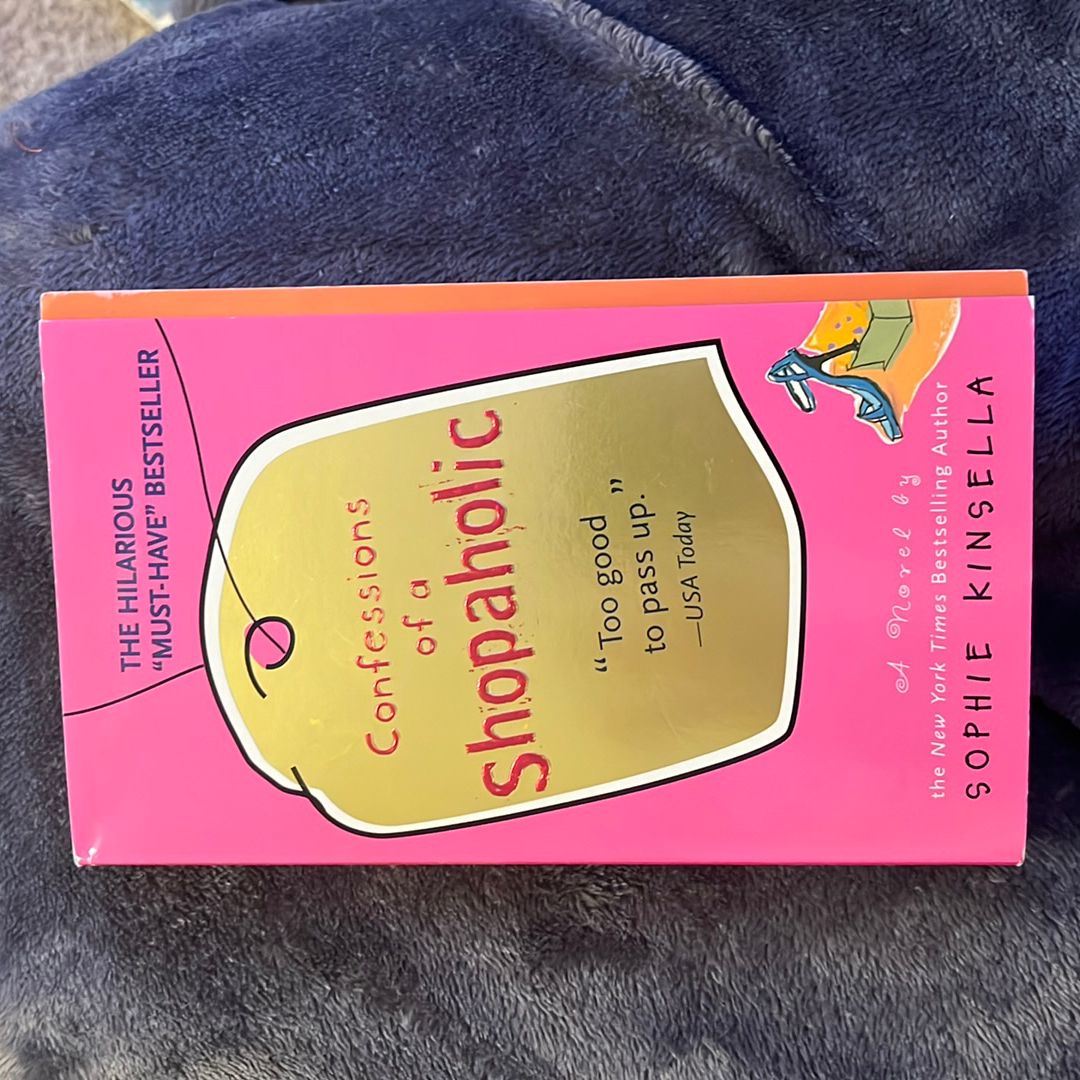 THE HILARIOUS
“MUST-HAVE” BESTSELLER
Confessions
of a
Shopaholic
“Too good
to pass up.”
—USA Today
A Novel by
the New York Times Bestselling Author
SOPHIE KINSELLA